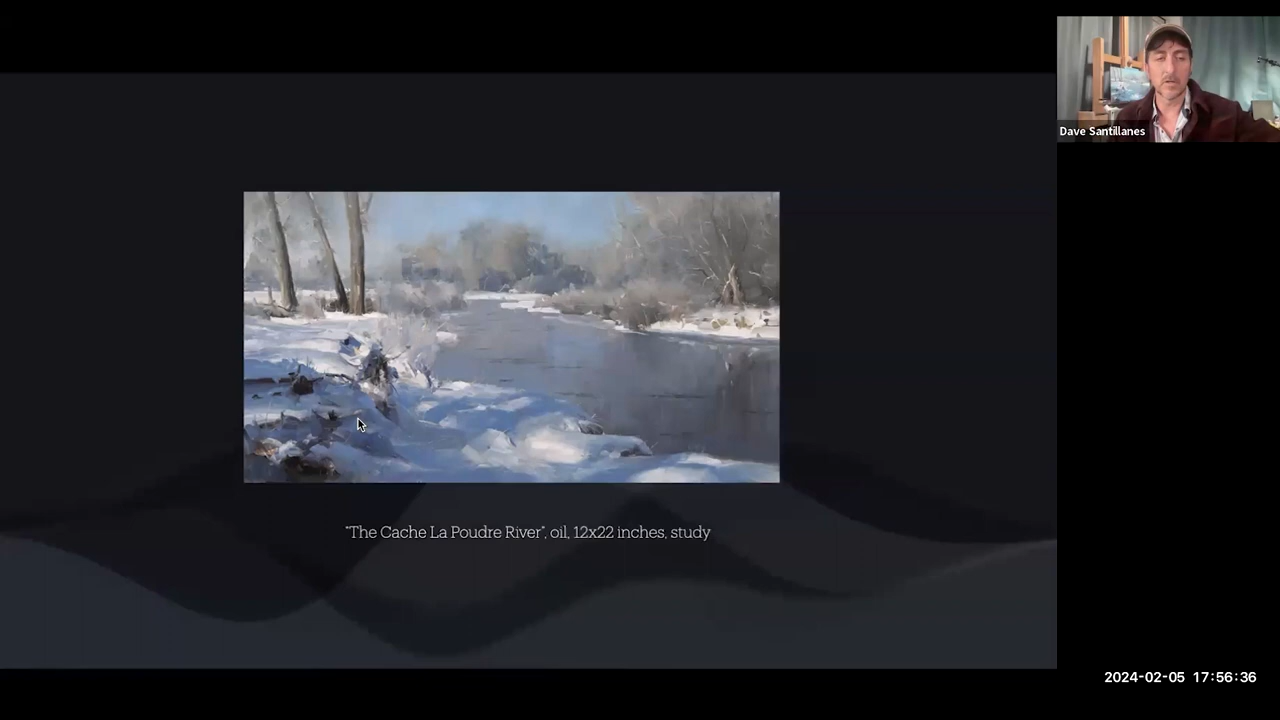 Dave Santillanes
"The Cache La Poudre River", oil, 12x22 inches, study
2024-02-05 17:56:36